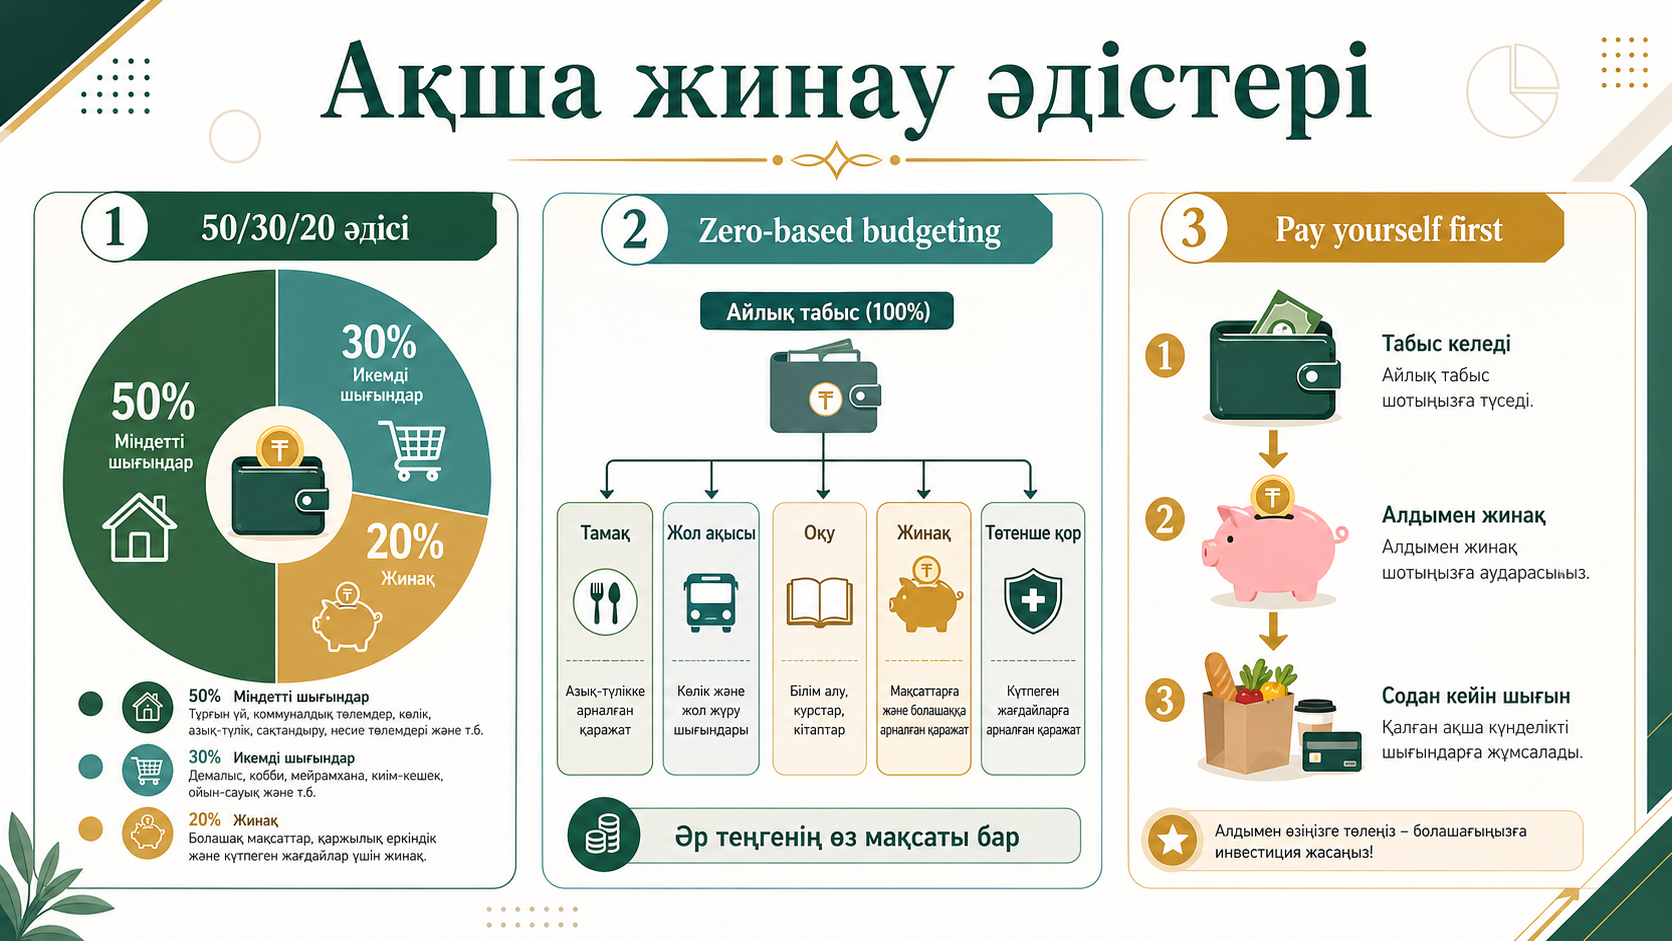 Ақша жинау әдістері
1
50/30/20 әдісі
50%
Міндетті
шығындар
30%
Икемді
шығындар
20%
Жинақ
50% Міндетті шығындар
Тұрғын үй, коммуналдық төлемдер, көлік,
азық-түлік, сақтандыру, несие төлемдері және т.б.
30% Икемді шығындар
Демалыс, кобби, мейрамхана, киім-кешек,
ойын-сауық және т.б.
20% Жинақ
Болашақ мақсаттар, қаржылық еркіндік
және күтпеген жағдайлар үшін жинақ.
2
Zero-based budgeting
Айлық табыс (100%)
₸
Тамақ
Азық-түлікке
арналған
қаражат
Жол ақысы
Көлік және
жол жүру
шығындары
Оқу
Білім алу,
курстар,
кітаптар
Жинақ
Мақсаттарға
және болашаққа
арналған қаражат
Төтенше қор
Күтпеген
жағдайларға
арналған қаражат
Әр теңгенің өз мақсаты бар
3
Pay yourself first
1
Табыс келеді
Айлық табыс
шотыңызға түседі.
2
Алдымен жинақ
Алдымен жинақ
шотыңызға аударасыңыз.
3
Содан кейін шығын
Қалған ақша күнделікті
шығындарға жұмсалады.
Алдымен өзіңізге төлеңіз – болашағыңызға
инвестиция жасаңыз!